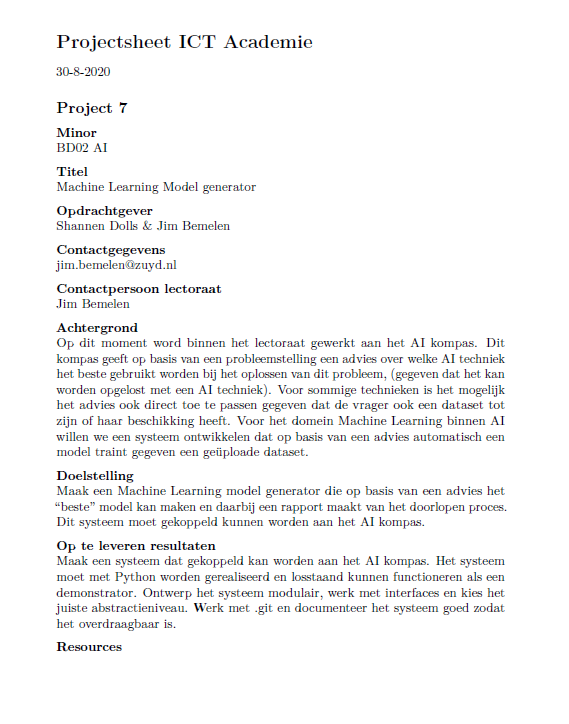 Projectsheet ICT Academie
30-8-2020
Project 7
Minor
BD02 AI
Titel
Machine Learning Model generator
Opdrachtgever
Shannen Dolls & Jim Bemelen
Contactgegevens
jim.bemelen@zuyd.nl
Contactpersoon lectoraat
Jim Bemelen
Achtergrond
Op dit moment word binnen het lectoraat gewerkt aan het AI kompas. Dit
kompas geeft op basis van een probleemstelling een advies over welke AI techniek
het beste gebruikt worden bij het oplossen van dit probleem, (gegeven dat het kan
worden opgelost met een AI techniek). Voor sommige technieken is het mogelijk
het advies ook direct toe te passen gegeven dat de vrager ook een dataset tot
zijn of haar beschikking heeft. Voor het domein Machine Learning binnen AI
willen we een systeem ontwikkelen dat op basis van een advies automatisch een
model traint gegeven een geüploade dataset.
Doelstelling
Maak een Machine Learning model generator die op basis van een advies het
“beste” model kan maken en daarbij een rapport maakt van het doorlopen proces.
Dit systeem moet gekoppeld kunnen worden aan het AI kompas.
Op te leveren resultaten
Maak een systeem dat gekoppeld kan worden aan het AI kompas. Het systeem
moet met Python worden gerealiseerd en losstaand kunnen functioneren als een
demonstrator. Ontwerp het systeem modulair, werk met interfaces en kies het
juiste abstractieniveau. Werk met .git en documenteer het systeem goed zodat
het overdraagbaar is.
Resources